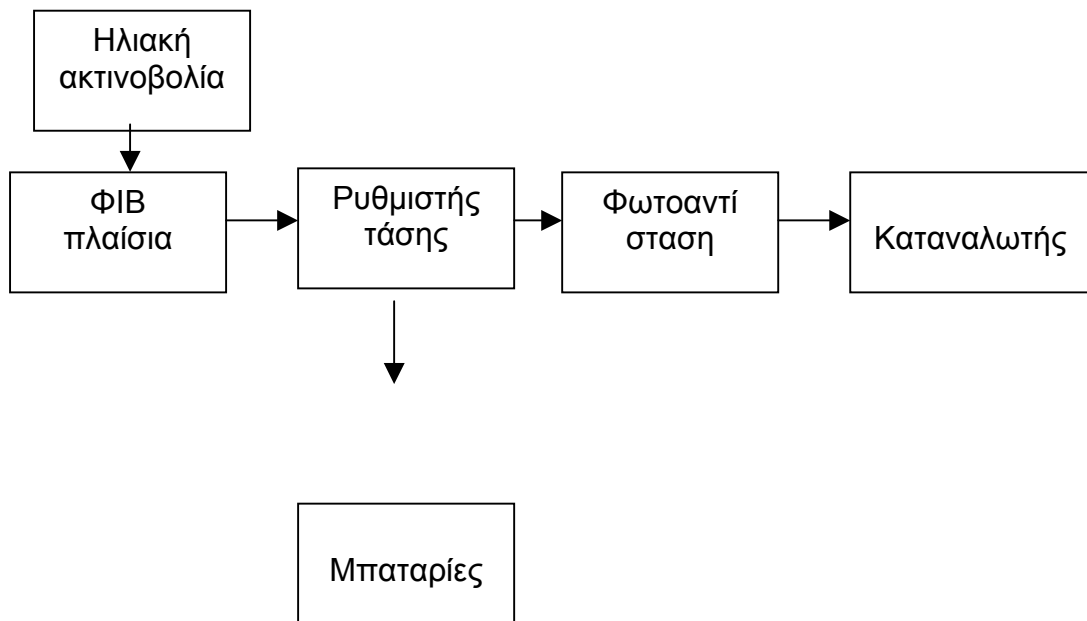 Ηλιακή
ακτινοβολία
ΦΙΒ
πλαίσια
Ρυθμιστής
τάσης
Φωτοαντί
σταση
Καταναλωτής
Μπαταρίες